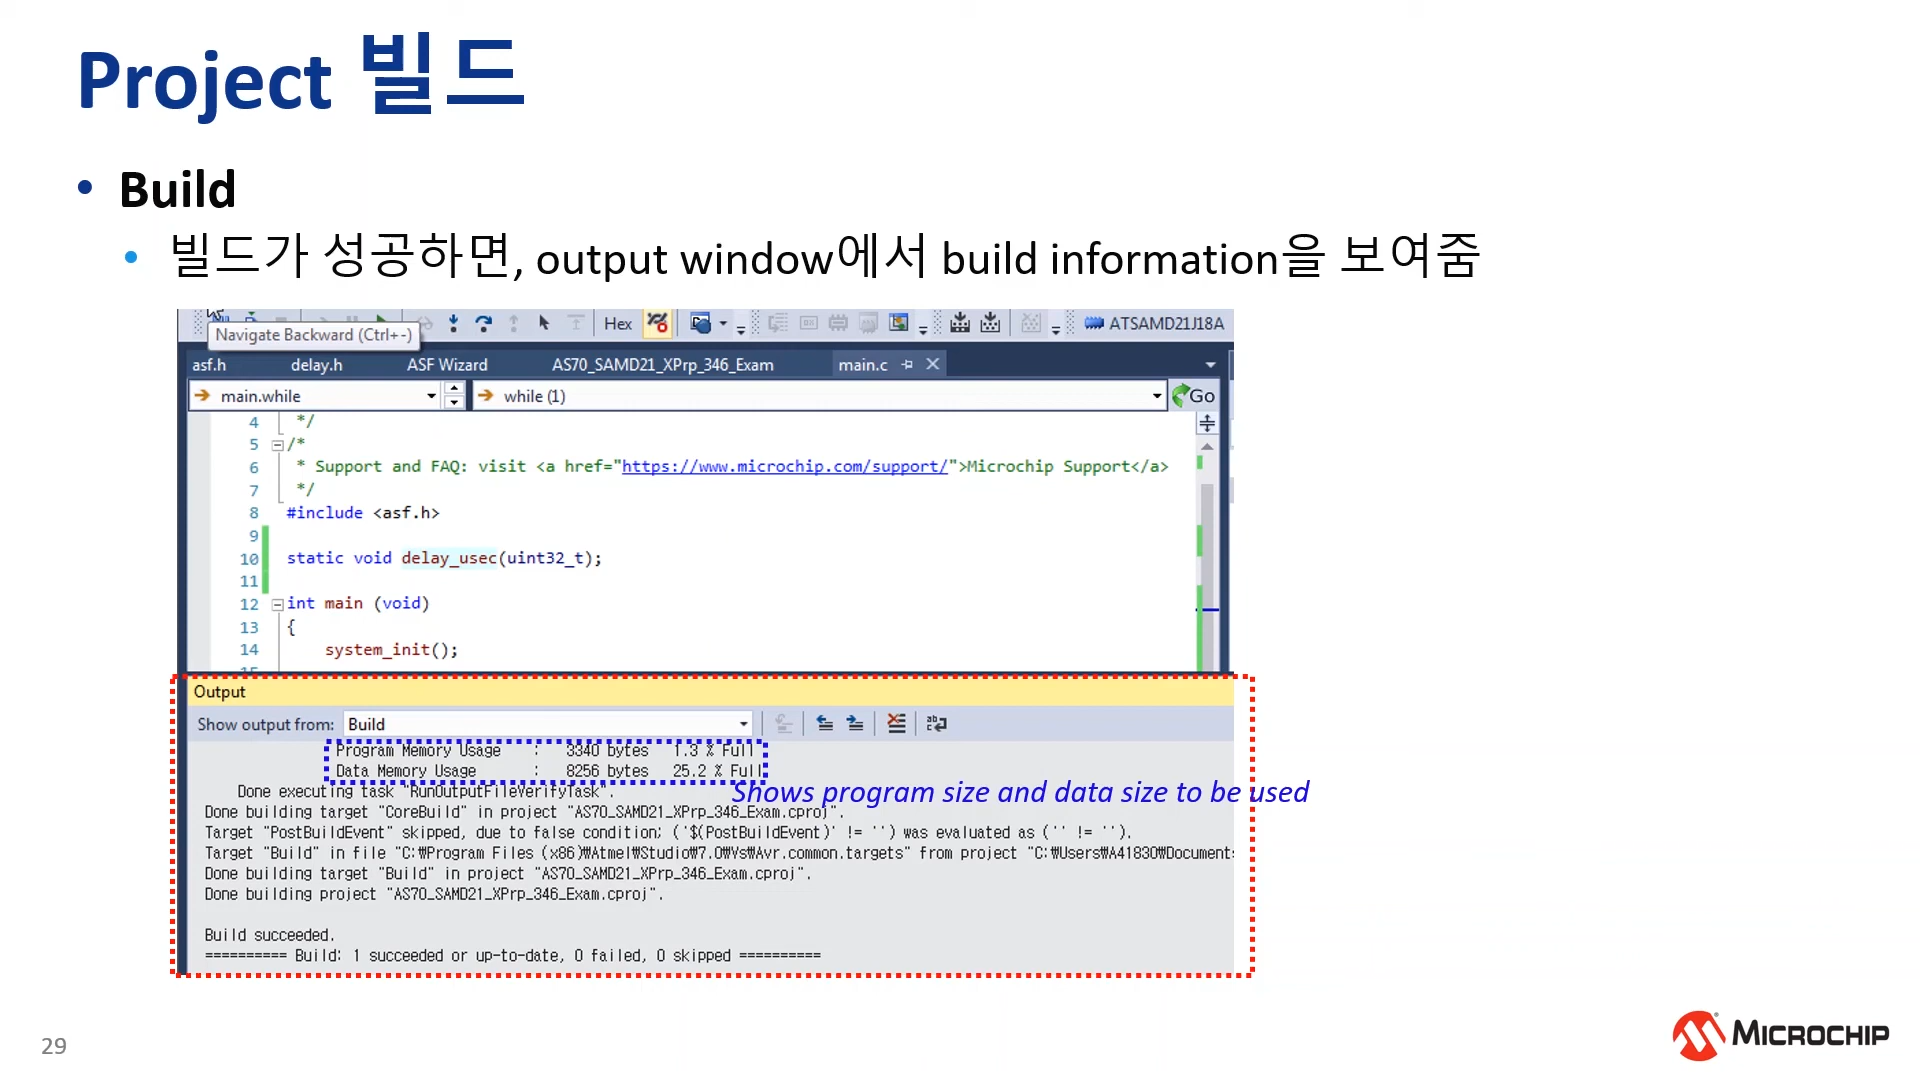 Project 빌드
• Build
• 빌드가 성공하면, output window에서 build information을 보여줌
Hex
ATSAMD21J18A
Navigate Backward (Ctrl+-)
asf.h delay.h ASF Wizard AS70_SAMD21_XPrp_346_Exam main.c
main.while while (1) Go
4 */
5 /*
6 * Support and FAQ: visit <a href="https://www.microchip.com/support/">Microchip Support</a>
7 */
8 #include <asf.h>
9
10 static void delay_usec(uint32_t);
11
12 int main (void)
13 {
14 system_init();
Output
Show output from: Build
Program Memory Usage : 3340 bytes 1.3 % Full
Data Memory Usage : 8256 bytes 25.2 % Full
Done executing task "RunOutputFileVerifyTask".
Shows program size and data size to be used
Done building target "CoreBuild" in project "AS70_SAMD21_XPrp_346_Exam.cproj".
Target "PostBuildEvent" skipped, due to false condition; ('$(PostBuildEvent)' != '') was evaluated as ('' != '').
Target "Build" in file "C:₩Program Files (x86)₩Atmel₩Studio₩7.0₩Vs₩Avr.common.targets" from project "C:₩Users₩A41830₩Documents
Done building target "Build" in project "AS70_SAMD21_XPrp_346_Exam.cproj".
Done building project "AS70_SAMD21_XPrp_346_Exam.cproj".
Build succeeded.
========== Build: 1 succeeded or up-to-date, 0 failed, 0 skipped ==========
29
MICROCHIP